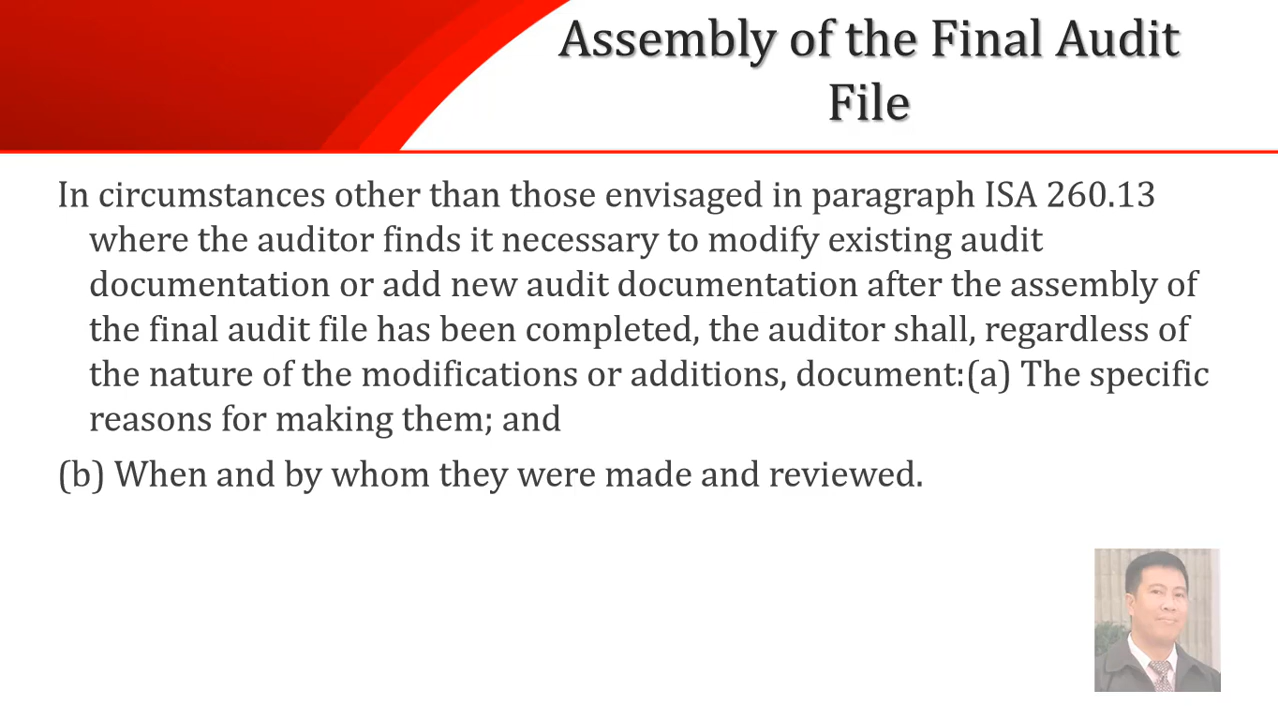 Assembly of the Final Audit
File
In circumstances other than those envisaged in paragraph ISA 260.13
where the auditor finds it necessary to modify existing audit
documentation or add new audit documentation after the assembly of
the final audit file has been completed, the auditor shall, regardless of
the nature of the modifications or additions, document:(a) The specific
reasons for making them; and
(b) When and by whom they were made and reviewed.